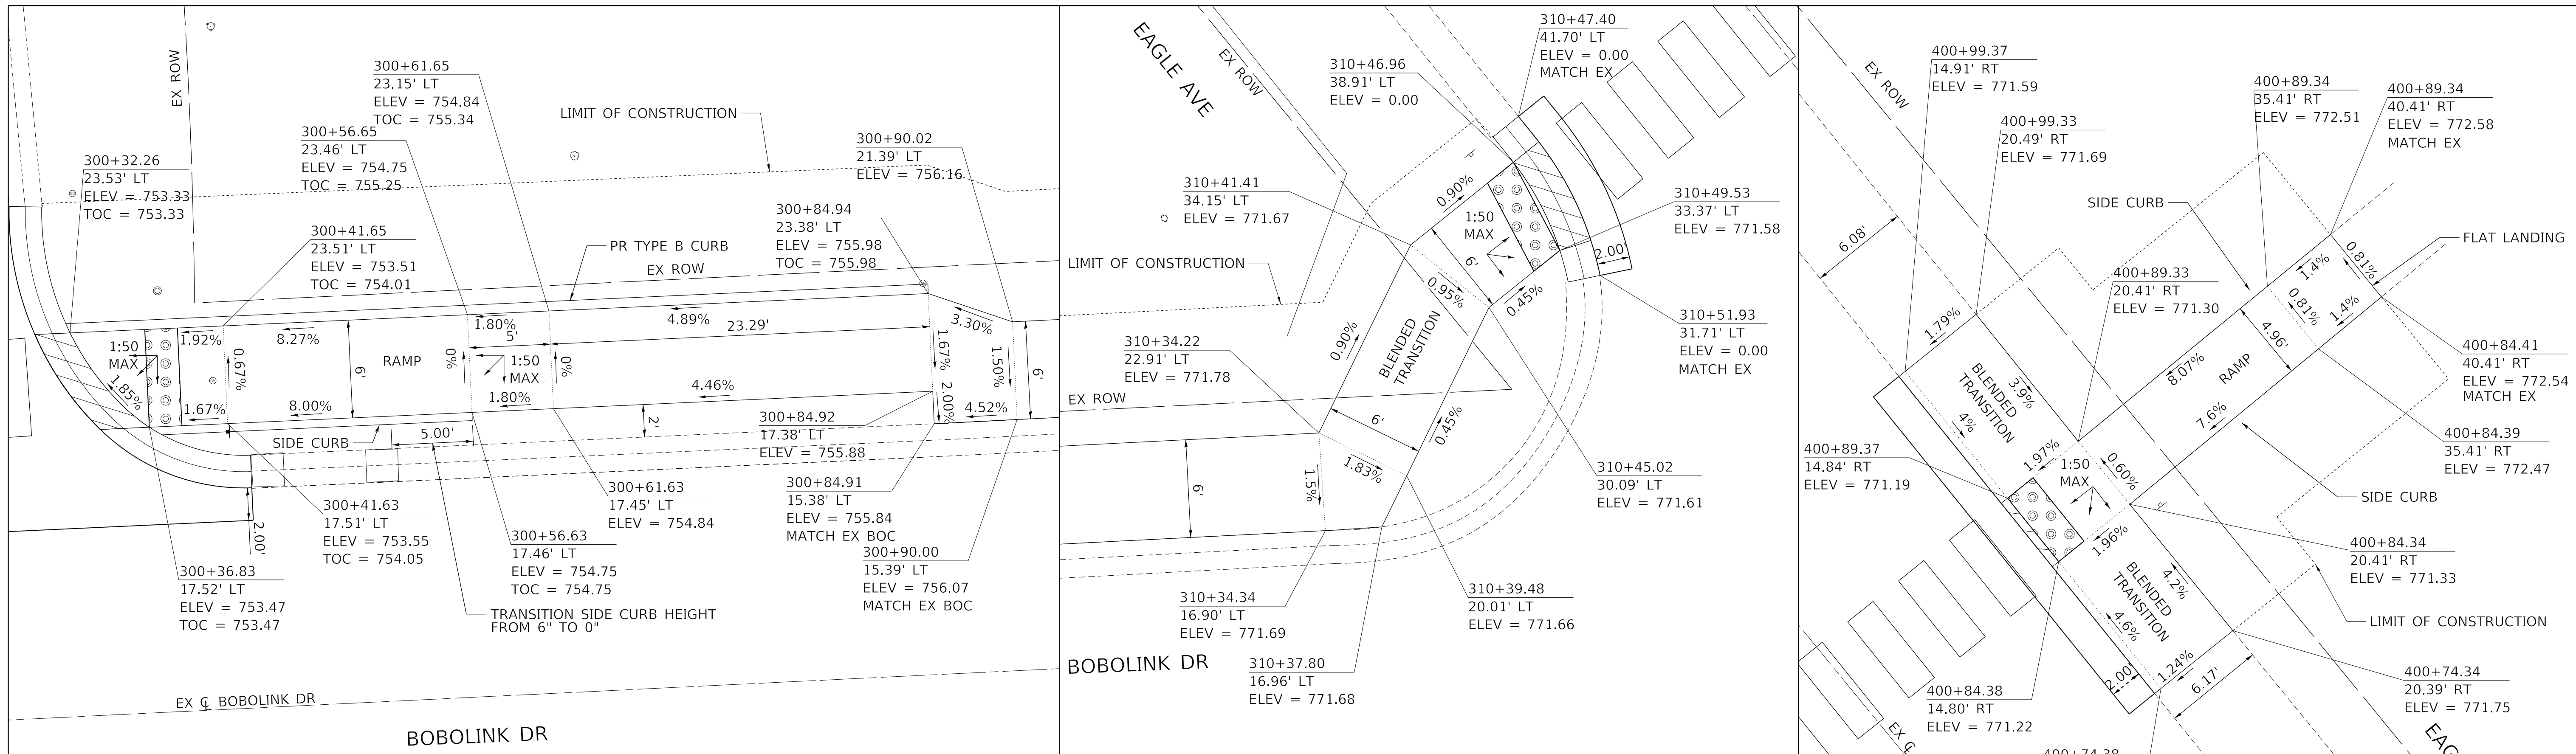 EX ROW
300+61.65
23.15' LT
ELEV = 754.84
TOC = 755.34
300+56.65
23.46' LT
ELEV = 754.75
TOC = 755.25
LIMIT OF CONSTRUCTION
300+90.02
21.39' LT
ELEV = 756.16
300+32.26
23.53' LT
ELEV = 753.33
TOC = 753.33
300+41.65
23.51' LT
ELEV = 753.51
TOC = 754.01
300+84.94
23.38' LT
ELEV = 755.98
TOC = 755.98
PR TYPE B CURB
EX ROW
1:50
MAX
1.92%
8.27%
1.80%
4.89%
23.29'
3.30%
0.67%
6'
RAMP
0%
5'
1:50
MAX
0%
1.67%
1.50%
6'
1.85%
1.67%
8.00%
1.80%
4.46%
2.00%
4.52%
SIDE CURB
5.00'
2'
300+84.92
17.38' LT
ELEV = 755.88
2.00'
300+41.63
17.51' LT
ELEV = 753.55
TOC = 754.05
300+61.63
17.45' LT
ELEV = 754.84
300+84.91
15.38' LT
ELEV = 755.84
MATCH EX BOC
300+56.63
17.46' LT
ELEV = 754.75
TOC = 754.75
300+90.00
15.39' LT
ELEV = 756.07
MATCH EX BOC
300+36.83
17.52' LT
ELEV = 753.47
TOC = 753.47
TRANSITION SIDE CURB HEIGHT
FROM 6" TO 0"
EX ℄ BOBOLINK DR
BOBOLINK DR
EAGLE AVE
EX ROW
310+47.40
41.70' LT
ELEV = 0.00
MATCH EX
310+46.96
38.91' LT
ELEV = 0.00
310+41.41
34.15' LT
ELEV = 771.67
0.90%
1:50
MAX
310+49.53
33.37' LT
ELEV = 771.58
LIMIT OF CONSTRUCTION
6'
2.00'
0.95%
0.45%
310+51.93
31.71' LT
ELEV = 0.00
MATCH EX
310+34.22
22.91' LT
ELEV = 771.78
0.90%
BLENDED
TRANSITION
EX ROW
6'
0.45%
6'
1.5%
1.83%
310+45.02
30.09' LT
ELEV = 771.61
310+34.34
16.90' LT
ELEV = 771.69
310+39.48
20.01' LT
ELEV = 771.66
BOBOLINK DR
310+37.80
16.96' LT
ELEV = 771.68
EX ROW
400+99.37
14.91' RT
ELEV = 771.59
400+89.34
35.41' RT
ELEV = 772.51
400+89.34
40.41' RT
ELEV = 772.58
MATCH EX
400+99.33
20.49' RT
ELEV = 771.69
SIDE CURB
FLAT LANDING
6.08'
400+89.33
20.41' RT
ELEV = 771.30
0.81%
1.4%
0.81%
1.4%
1.79%
4.96'
8.07%
RAMP
400+84.41
40.41' RT
ELEV = 772.54
MATCH EX
BLENDED
TRANSITION
3.9%
4%
7.6%
400+89.37
14.84' RT
ELEV = 771.19
1.97%
1:50
MAX
0.60%
400+84.39
35.41' RT
ELEV = 772.47
SIDE CURB
1.96%
BLENDED
TRANSITION
4.2%
4.6%
400+84.34
20.41' RT
ELEV = 771.33
LIMIT OF CONSTRUCTION
1.24%
2.00'
6.17'
400+84.38
14.80' RT
ELEV = 771.22
400+74.34
20.39' RT
ELEV = 771.75
EX ℄
EAG
400+74.38